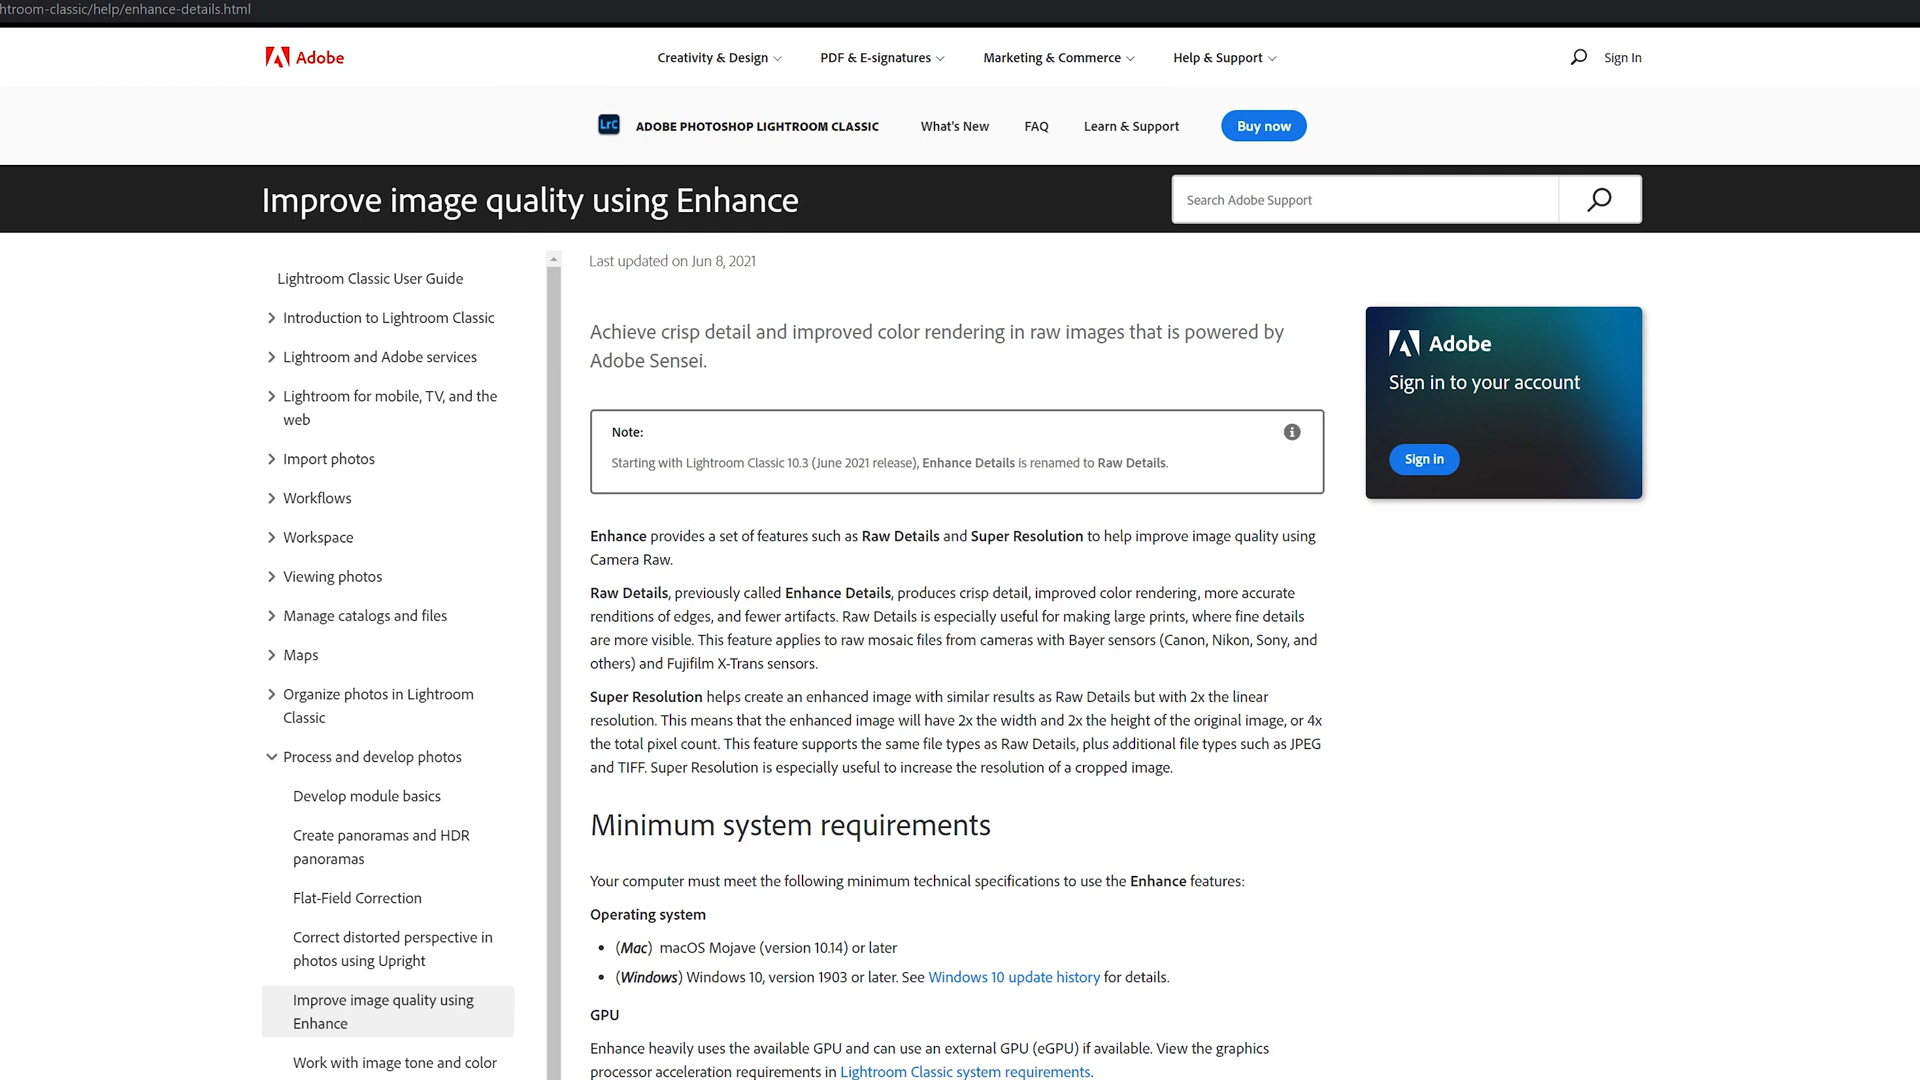 htroom-classic/help/enhance-details.html
Adobe
Creativity & Design
PDF & E-signatures
Marketing & Commerce
Help & Support
Sign In
Lrc
ADOBE PHOTOSHOP LIGHTROOM CLASSIC
What's New
FAQ
Learn & Support
Buy now
Improve image quality using Enhance
Search Adobe Support
Lightroom Classic User Guide
Introduction to Lightroom Classic
Lightroom and Adobe services
Lightroom for mobile, TV, and the
web
Import photos
Workflows
Workspace
Viewing photos
Manage catalogs and files
Maps
Organize photos in Lightroom
Classic
Process and develop photos
Develop module basics
Create panoramas and HDR
panoramas
Flat-Field Correction
Correct distorted perspective in
photos using Upright
Improve image quality using
Enhance
Work with image tone and color
Last updated on Jun 8, 2021
Achieve crisp detail and improved color rendering in raw images that is powered by
Adobe Sensei.
Note:
Starting with Lightroom Classic 10.3 (June 2021 release), Enhance Details is renamed to Raw Details.
Enhance provides a set of features such as Raw Details and Super Resolution to help improve image quality using
Camera Raw.
Raw Details, previously called Enhance Details, produces crisp detail, improved color rendering, more accurate
renditions of edges, and fewer artifacts. Raw Details is especially useful for making large prints, where fine details
are more visible. This feature applies to raw mosaic files from cameras with Bayer sensors (Canon, Nikon, Sony, and
others) and Fujifilm X-Trans sensors.
Super Resolution helps create an enhanced image with similar results as Raw Details but with 2x the linear
resolution. This means that the enhanced image will have 2x the width and 2x the height of the original image, or 4x
the total pixel count. This feature supports the same file types as Raw Details, plus additional file types such as JPEG
and TIFF. Super Resolution is especially useful to increase the resolution of a cropped image.
Minimum system requirements
Your computer must meet the following minimum technical specifications to use the Enhance features:
Operating system
• (Mac) macOS Mojave (version 10.14) or later
• (Windows) Windows 10, version 1903 or later. See Windows 10 update history for details.
GPU
Enhance heavily uses the available GPU and can use an external GPU (eGPU) if available. View the graphics
processor acceleration requirements in Lightroom Classic system requirements.
Adobe
Sign in to your account
Sign in